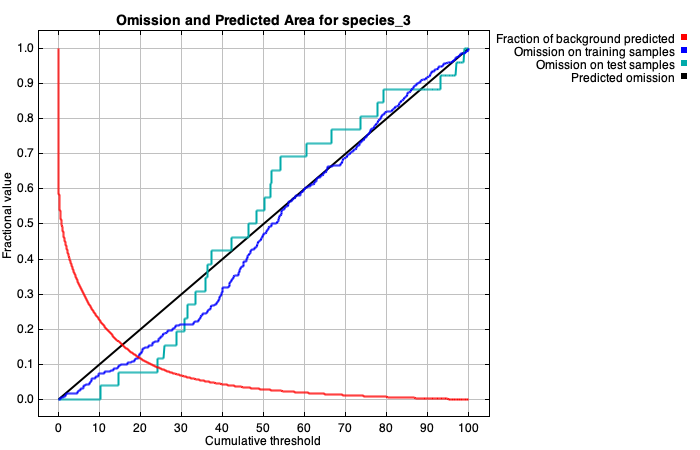 Omission and Predicted Area for species_3
Fraction of background predicted
Omission on training samples
Omission on test samples
Predicted omission
Fractional value
1.0
0.9
0.8
0.7
0.6
0.5
0.4
0.3
0.2
0.1
0.0
0 10 20 30 40 50 60 70 80 90 100
Cumulative threshold